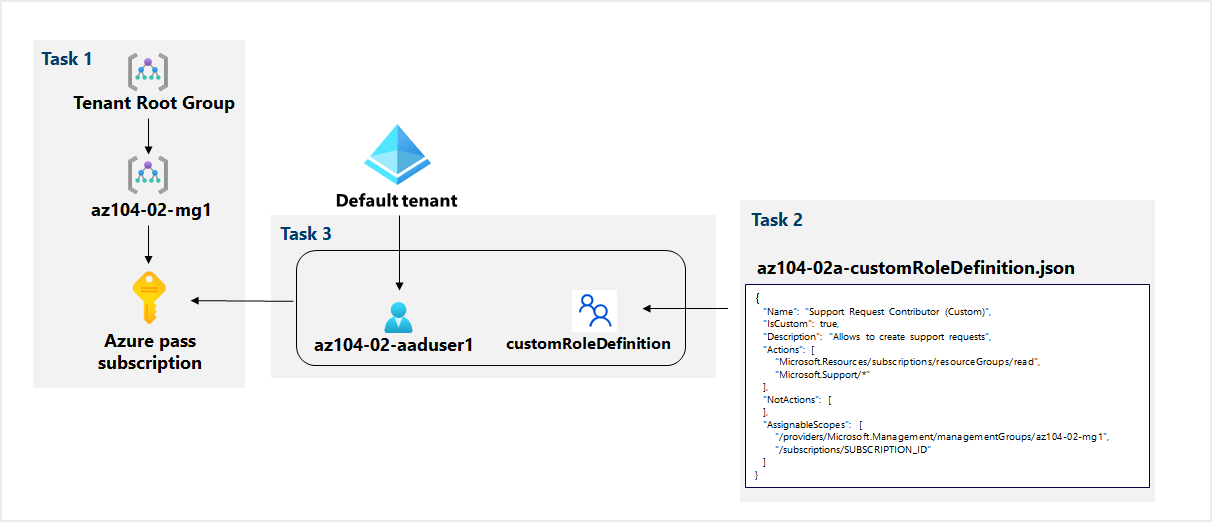 Task 1
Tenant Root Group
az104-02-mg1
Azure pass
subscription
Default tenant
Task 3
az104-02-aaduser1
customRoleDefinition
Task 2
az104-02a-customRoleDefinition.json
{
"Name": "Support Request Contributor (Custom)",
"IsCustom": true,
"Description": "Allows to create support requests",
"Actions": [
"Microsoft.Resources/subscriptions/resourceGroups/read",
"Microsoft.Support/*"
],
"NotActions": [
],
"AssignableScopes": [
"/providers/Microsoft.Management/managementGroups/az104-02-mg1",
"/subscriptions/SUBSCRIPTION_ID"
]
}